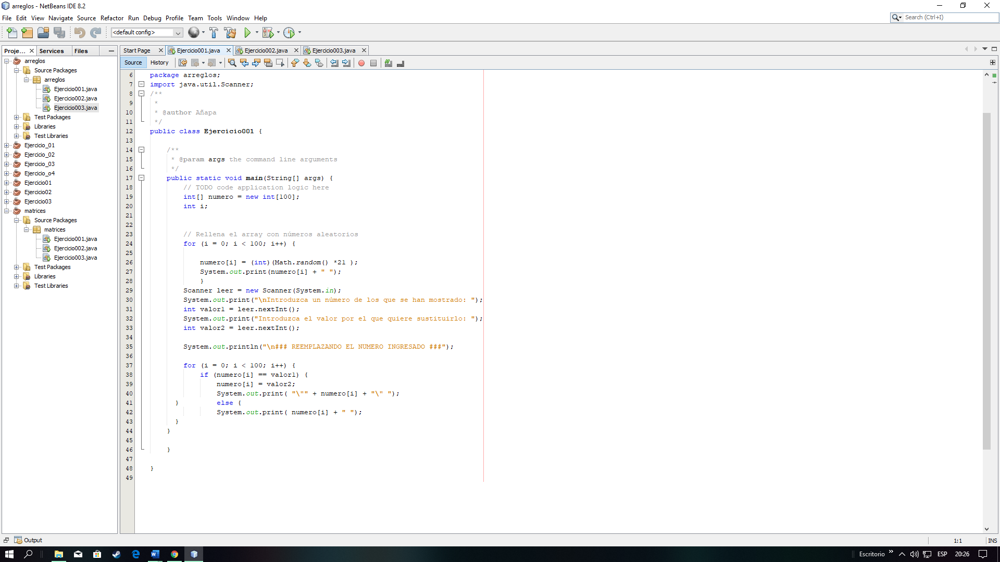 arreglos - NetBeans IDE 8.2
File Edit View Navigate Source Refactor Run Debug Profile Team Tools Window Help
Search (Ctrl+I)
<default config>
Proje... Services Files
Start Page Ejercicio001.java Ejercicio002.java Ejercicio003.java
Source History
arreglos
Source Packages
arreglos
Ejercicio001.java
Ejercicio002.java
Ejercicio003.java
Test Packages
Libraries
Test Libraries
Ejercicio_01
Ejercicio_02
Ejercicio_03
Ejercicio_o4
Ejercicio01
Ejercicio02
Ejercicio03
matrices
Source Packages
matrices
Ejercicio001.java
Ejercicio002.java
Ejercicio003.java
Test Packages
Libraries
Test Libraries
6 package arreglos;
7 import java.util.Scanner;
8 /**
9 *
10 * @author Añapa
11 */
12 public class Ejercicio001 {
13
14 /**
15 * @param args the command line arguments
16 */
17 public static void main(String[] args) {
18 // TODO code application logic here
19 int[] numero = new int[100];
20 int i;
21
22
23 // Rellena el array con números aleatorios
24 for (i = 0; i < 100; i++) {
25
26 numero[i] = (int)(Math.random() *21 );
27 System.out.print(numero[i] + " ");
28 }
29 Scanner leer = new Scanner(System.in);
30 System.out.print("\nIntroduzca un número de los que se han mostrado: ");
31 int valor1 = leer.nextInt();
32 System.out.print("Introduzca el valor por el que quiere sustituirlo: ");
33 int valor2 = leer.nextInt();
34
35 System.out.println("\n### REEMPLAZANDO EL NUMERO INGRESADO ###");
36
37 for (i = 0; i < 100; i++) {
38 if (numero[i] == valor1) {
39 numero[i] = valor2;
40 System.out.print( "\"" + numero[i] + "\" ");
41 } else {
42 System.out.print( numero[i] + " ");
43 }
44 }
45
46 }
47
48 }
49
Output
1:1 INS
Escritorio ESP 20:26